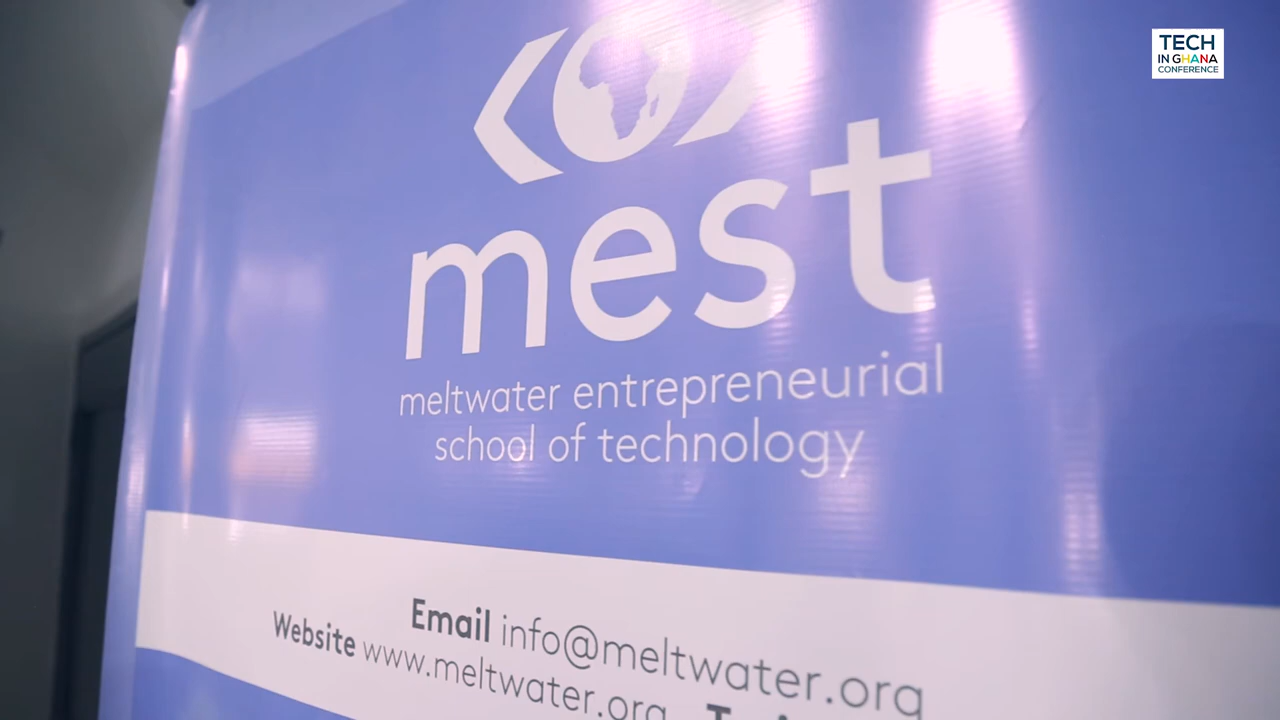 TECH
IN GHANA
CONFERENCE
mest
meltwater entrepreneurial
school of technology
Email info@meltwater.org
Website www.meltwater.org